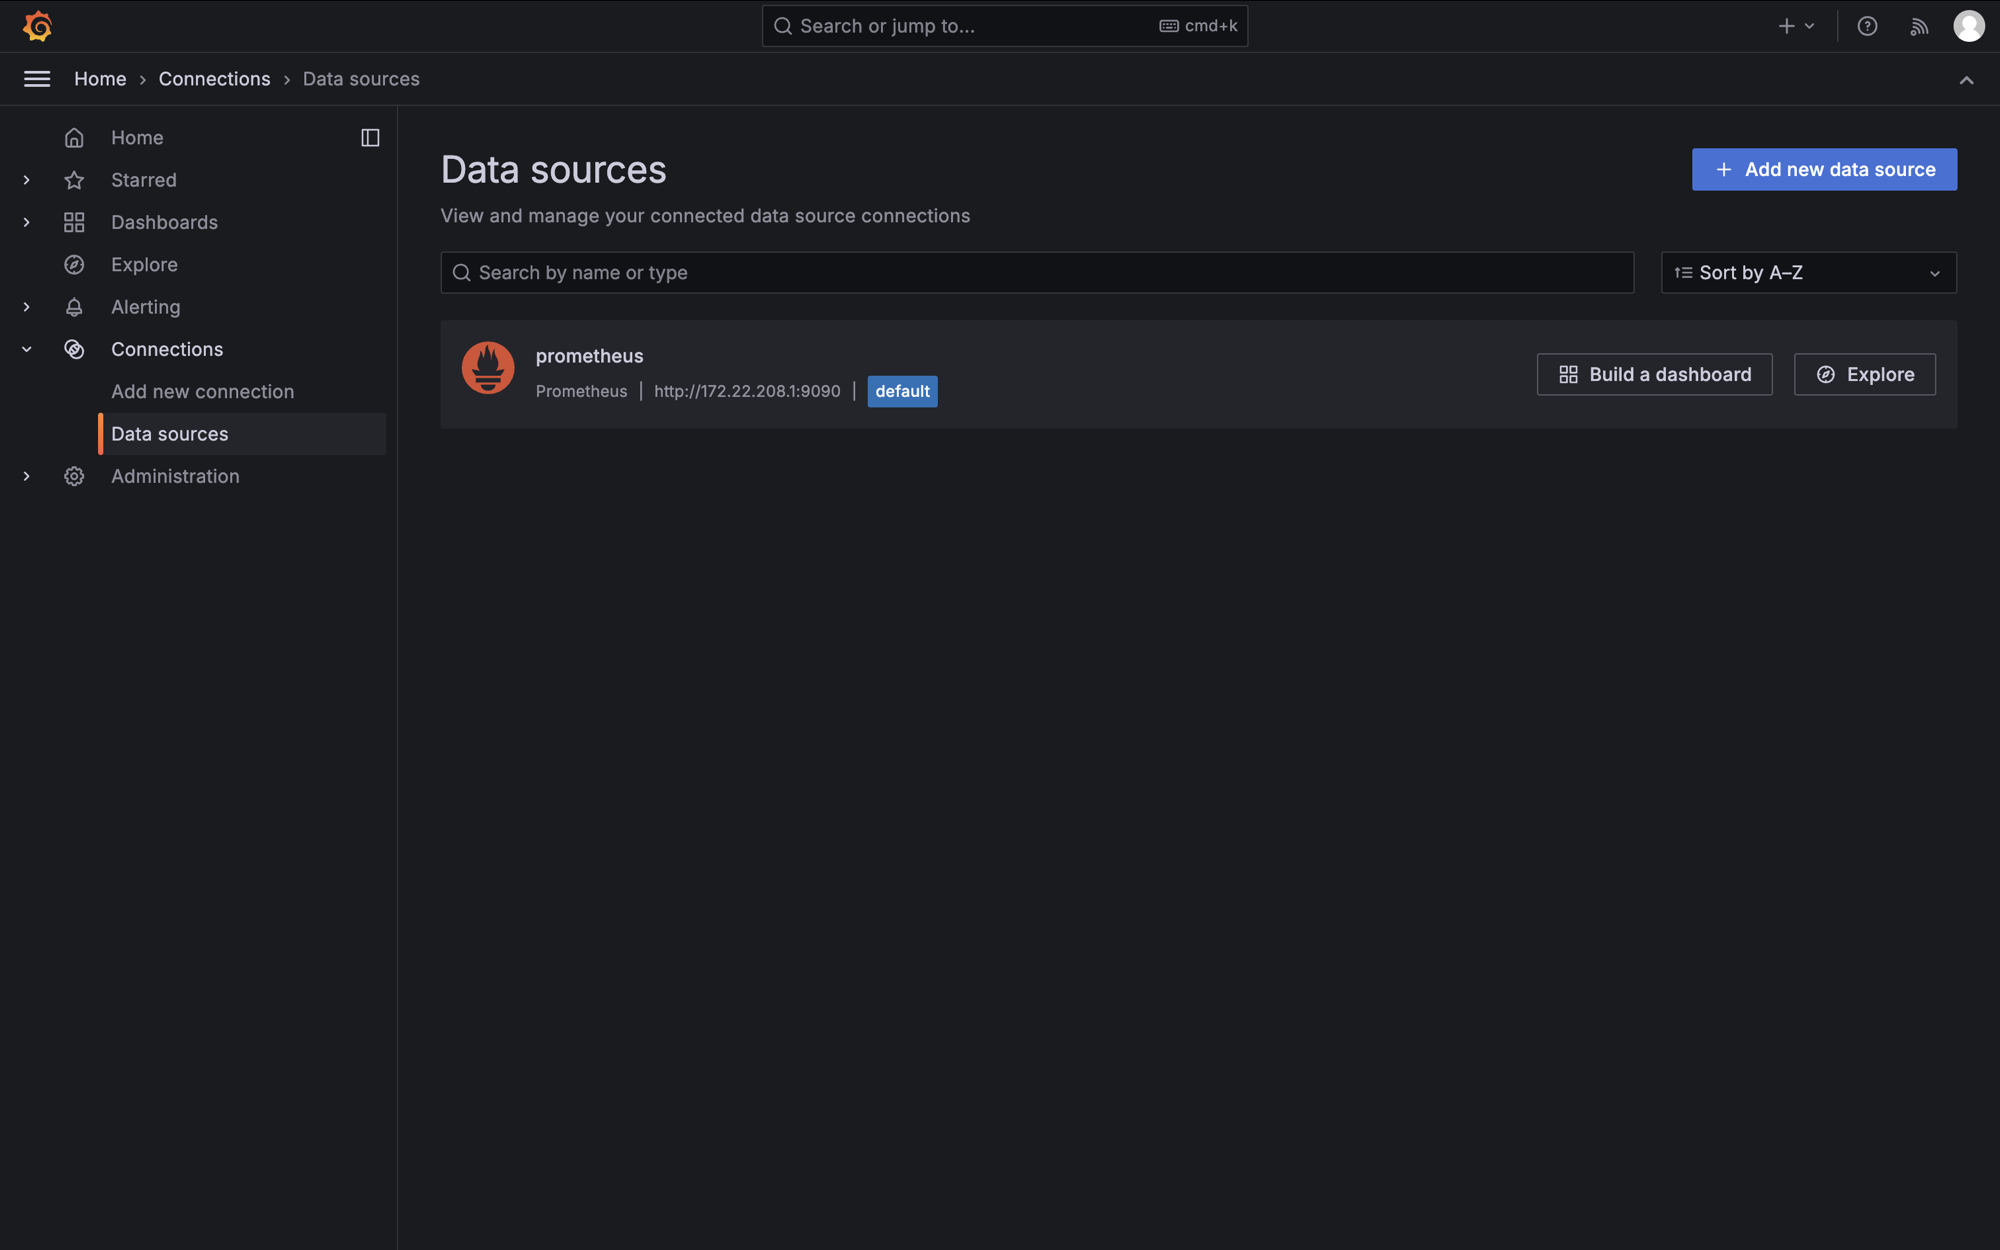 Search or jump to...
cmd+k
Home › Connections › Data sources
Home
Starred
Dashboards
Explore
Alerting
Connections
Add new connection
Data sources
Administration
Data sources
Add new data source
View and manage your connected data source connections
Search by name or type
Sort by A–Z
prometheus
Prometheus | http://172.22.208.1:9090 | default
Build a dashboard
Explore